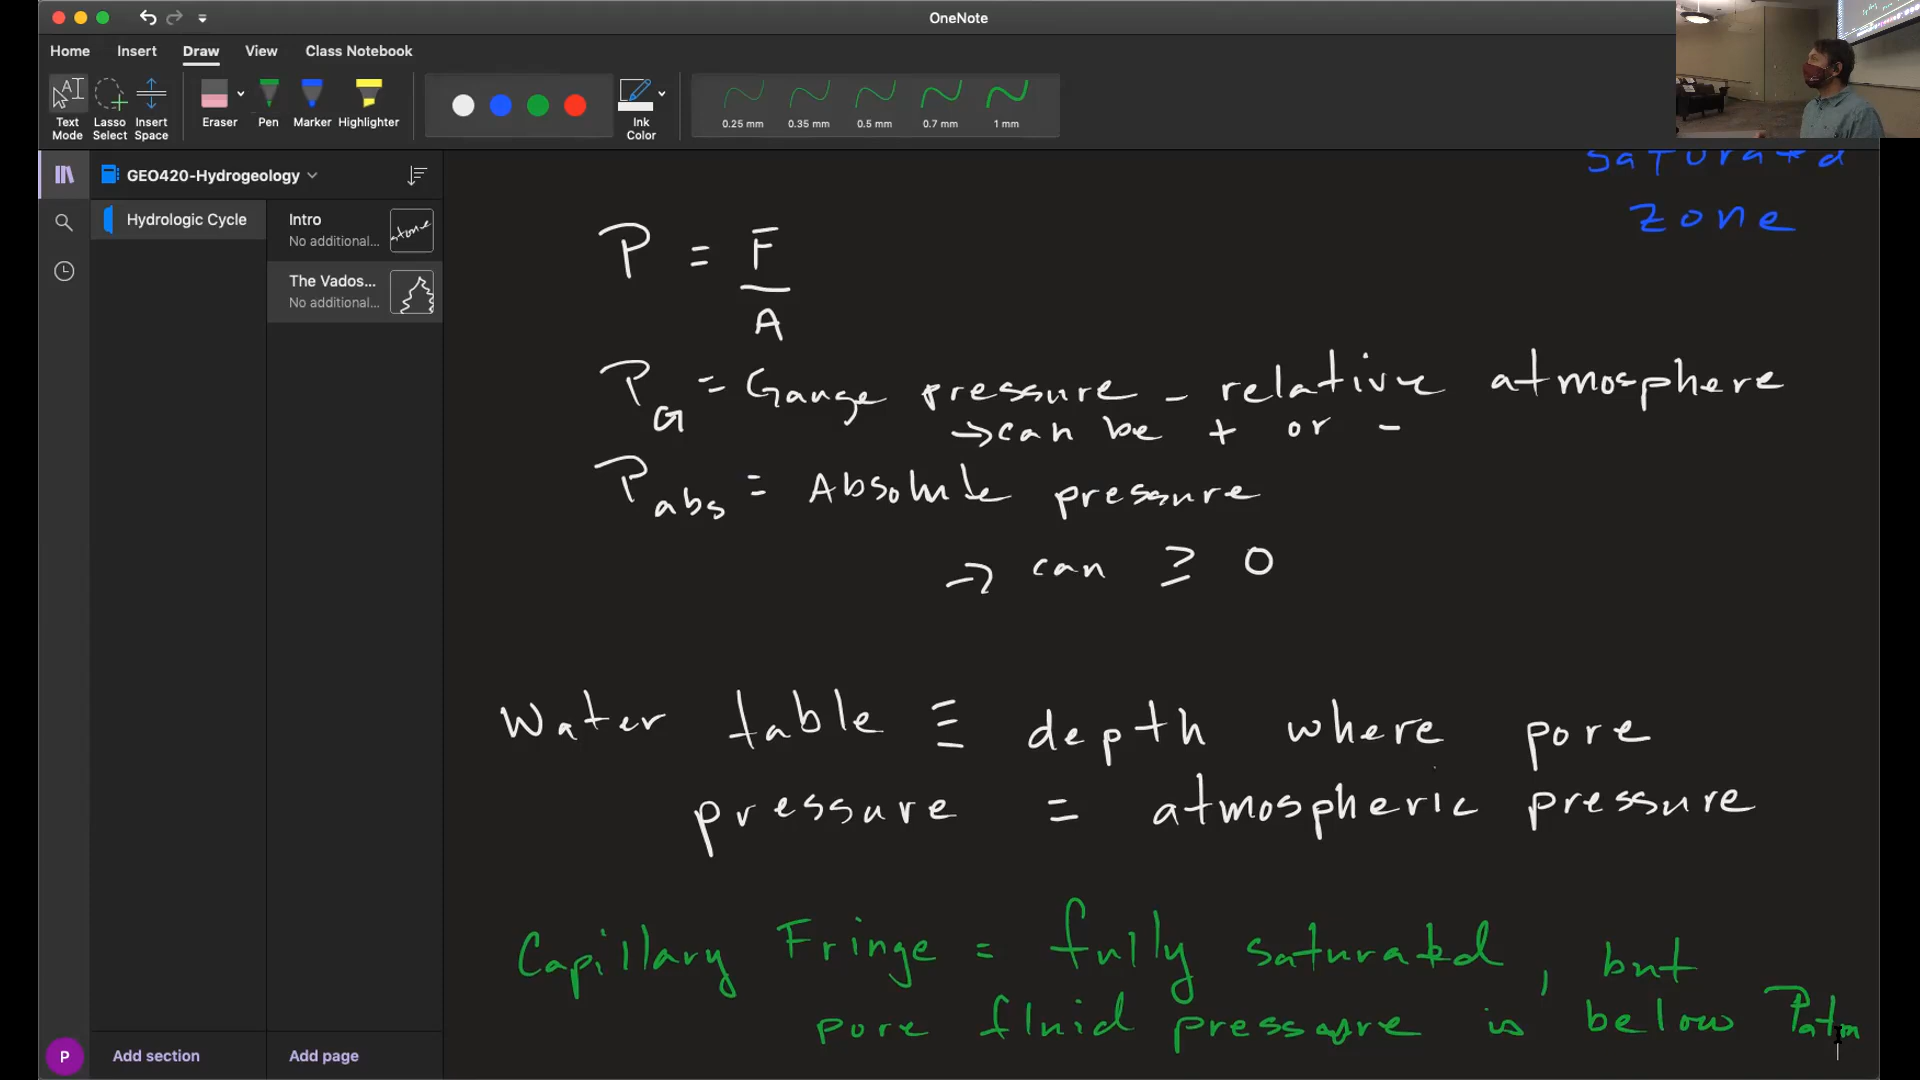 OneNote
Home Insert Draw View Class Notebook
Text Mode
Lasso Select
Insert Space
Eraser
Pen
Marker
Highlighter
Ink Color
0.25 mm 0.35 mm 0.5 mm 0.7 mm 1 mm
GEO420-Hydrogeology
Hydrologic Cycle
Intro
No additional...
The Vados...
No additional...
saturated
zone
P = F
A
P_G = Gauge pressure - relative atmosphere
→ can be + or -
P_abs = Absolute pressure
→ can ≥ 0
Water table ≡ depth where pore
pressure = atmospheric pressure
Capillary Fringe = fully saturated, but
pore fluid pressure is below Patm
P
Add section
Add page